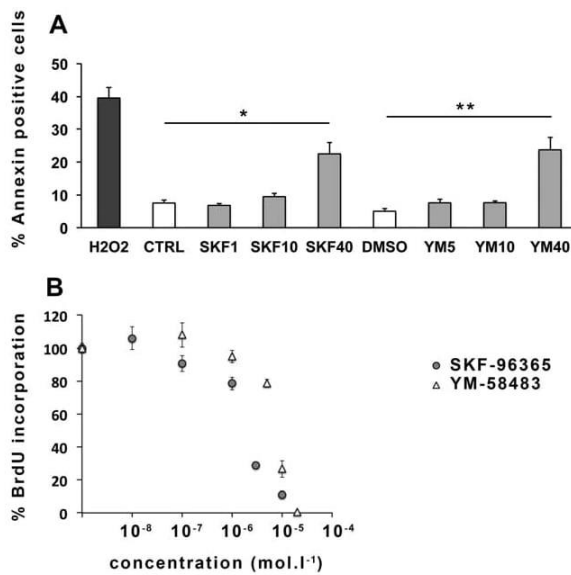 A
% Annexin positive cells
50
40
30
20
10
0
*
**
H2O2 CTRL SKF1 SKF10 SKF40 DMSO YM5 YM10 YM40
B
% BrdU incorporation
120
100
80
60
40
20
0
10⁻⁸ 10⁻⁷ 10⁻⁶ 10⁻⁵ 10⁻⁴
concentration (mol.l⁻¹)
SKF-96365
YM-58483